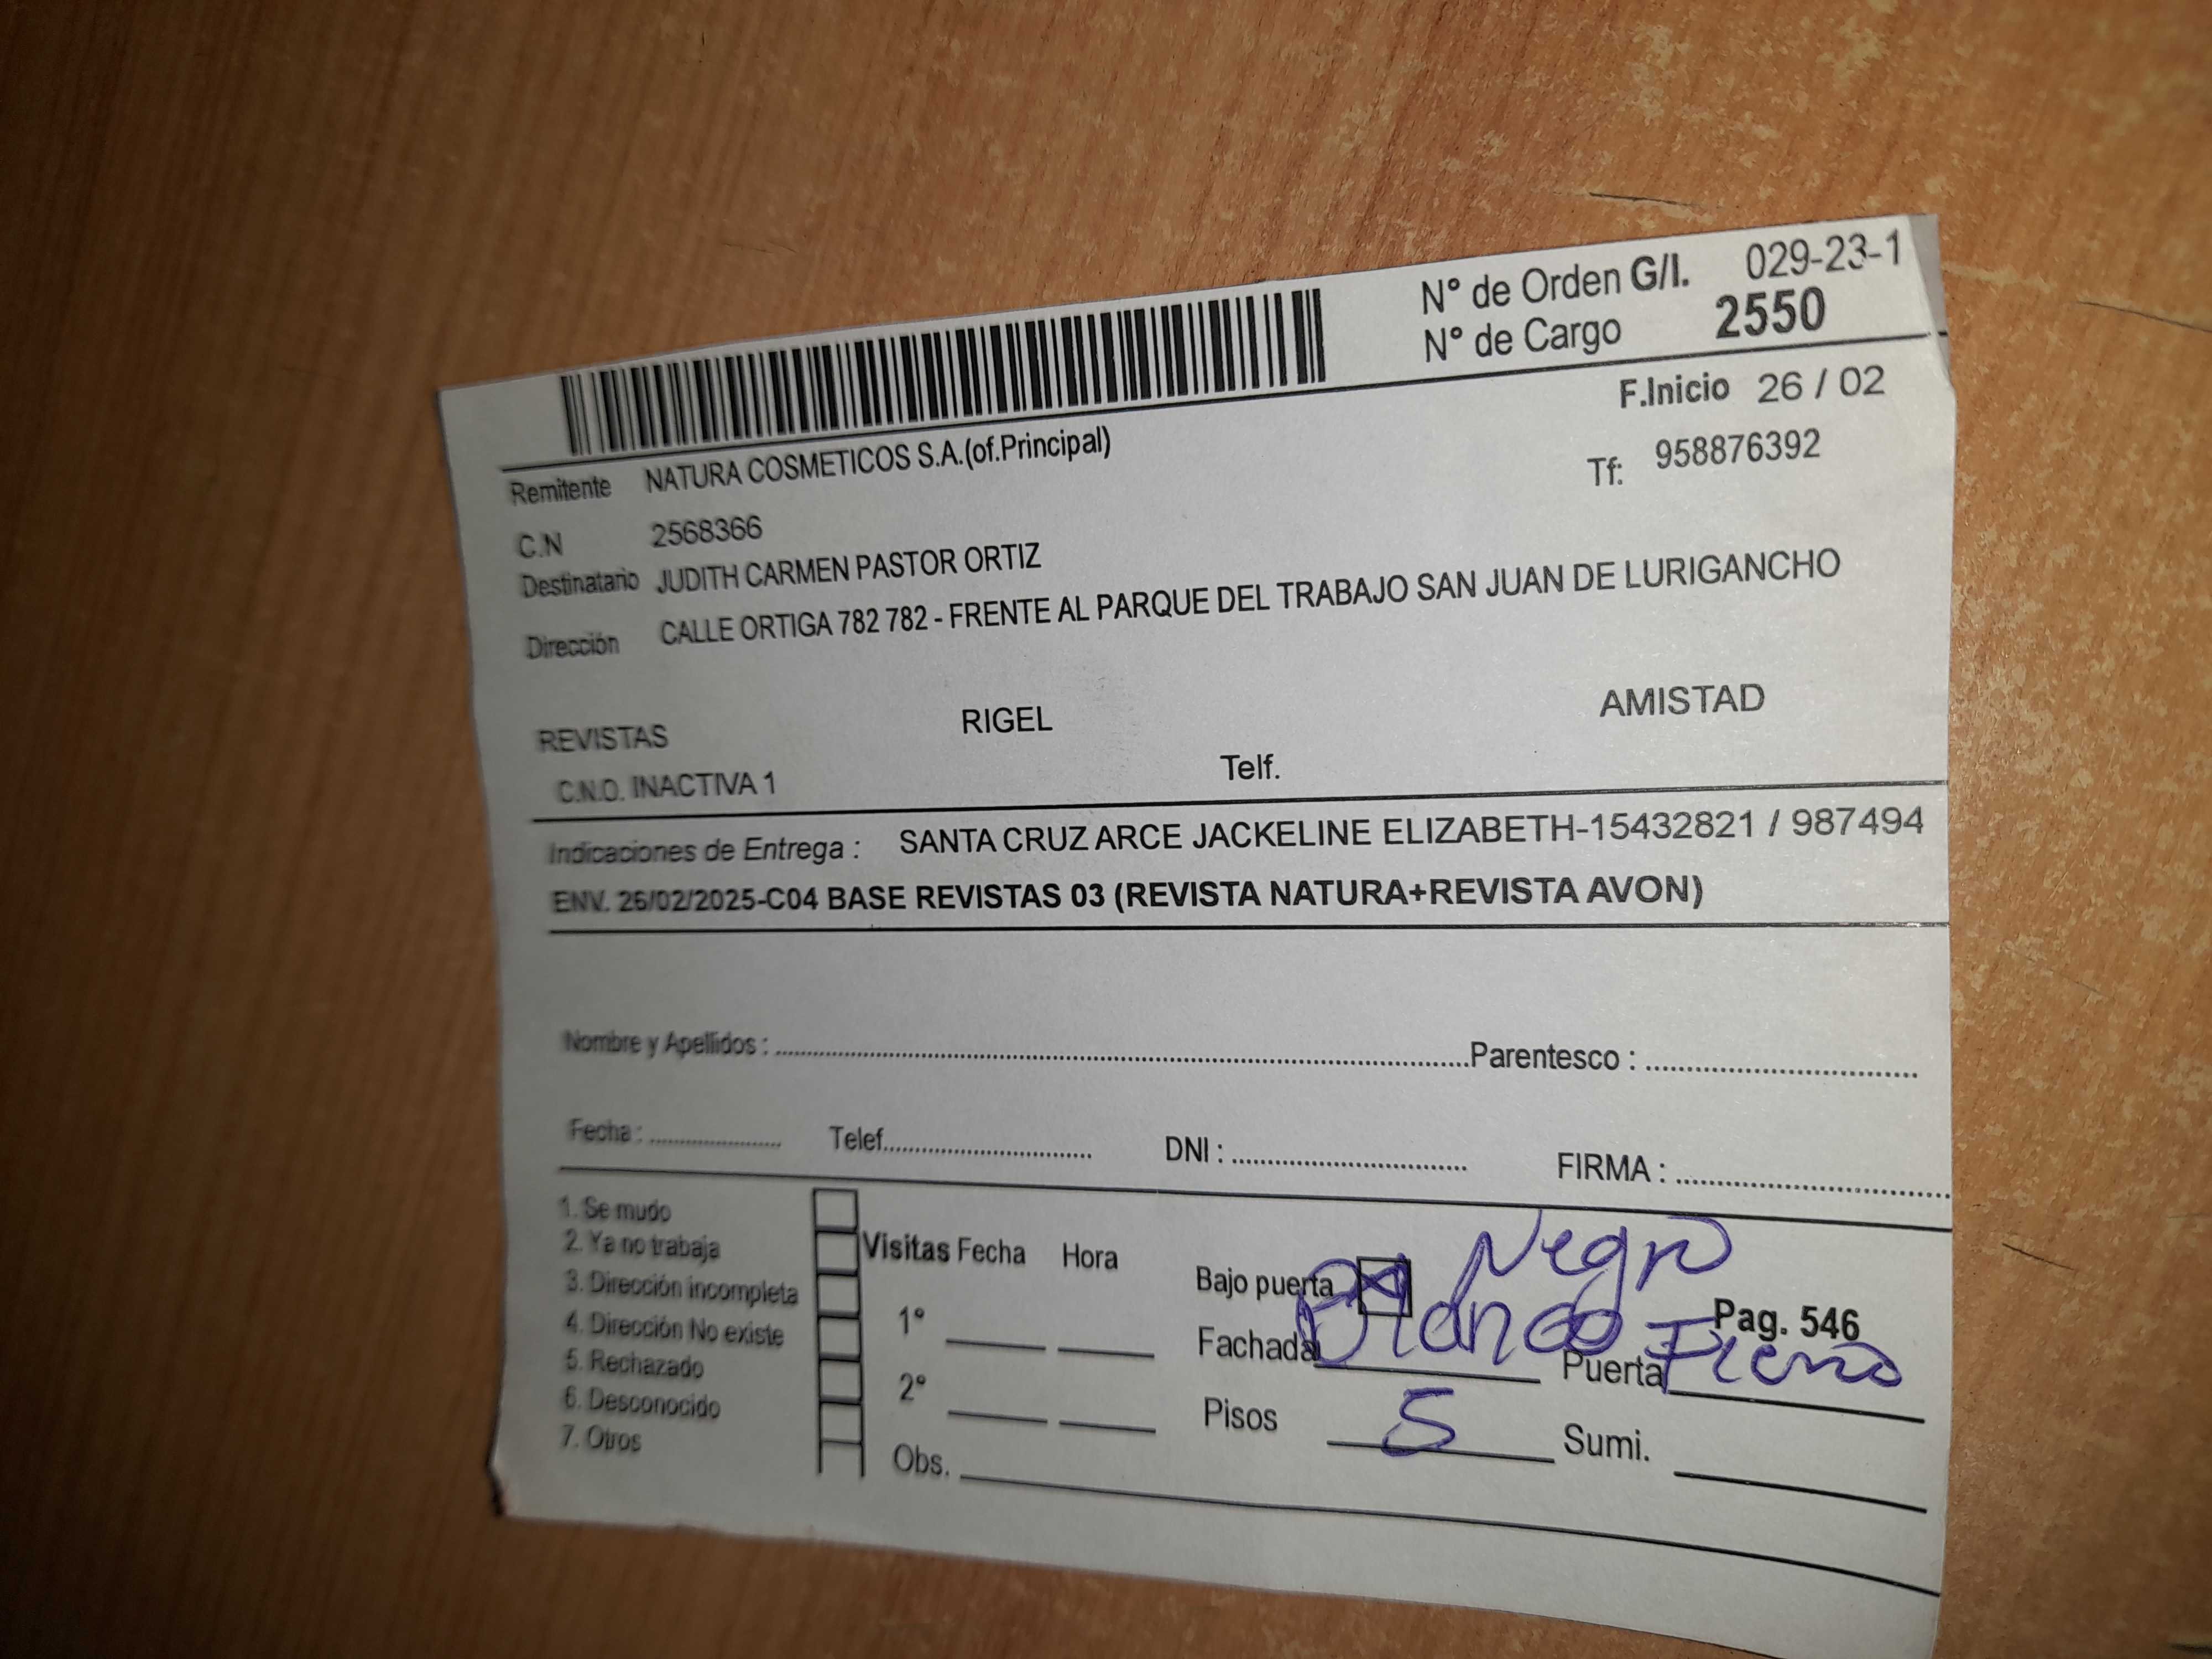 N° de Orden G/I. 029-23-1
N° de Cargo 2550
F.Inicio 26 / 02
Remitente NATURA COSMETICOS S.A.(of.Principal)
Tf: 958876392
C.N 2568366
Destinatario JUDITH CARMEN PASTOR ORTIZ
Dirección CALLE ORTIGA 782 782 - FRENTE AL PARQUE DEL TRABAJO SAN JUAN DE LURIGANCHO
REVISTAS RIGEL AMISTAD
C.N.O. INACTIVA 1 Telf.
Indicaciones de Entrega : SANTA CRUZ ARCE JACKELINE ELIZABETH-15432821 / 987494
ENV. 26/02/2025-C04 BASE REVISTAS 03 (REVISTA NATURA+REVISTA AVON)
Nombre y Apellidos : Parentesco :
Fecha : Telef. DNI : FIRMA :
1. Se mudo
2. Ya no trabaja
3. Dirección incompleta
4. Dirección No existe
5. Rechazado
6. Desconocido
7. Otros
Visitas Fecha Hora
1°
2°
Obs.
Bajo puerta Negro
Pag. 546
Fachada Blanco Puerta Fierro
Pisos 5 Sumi.